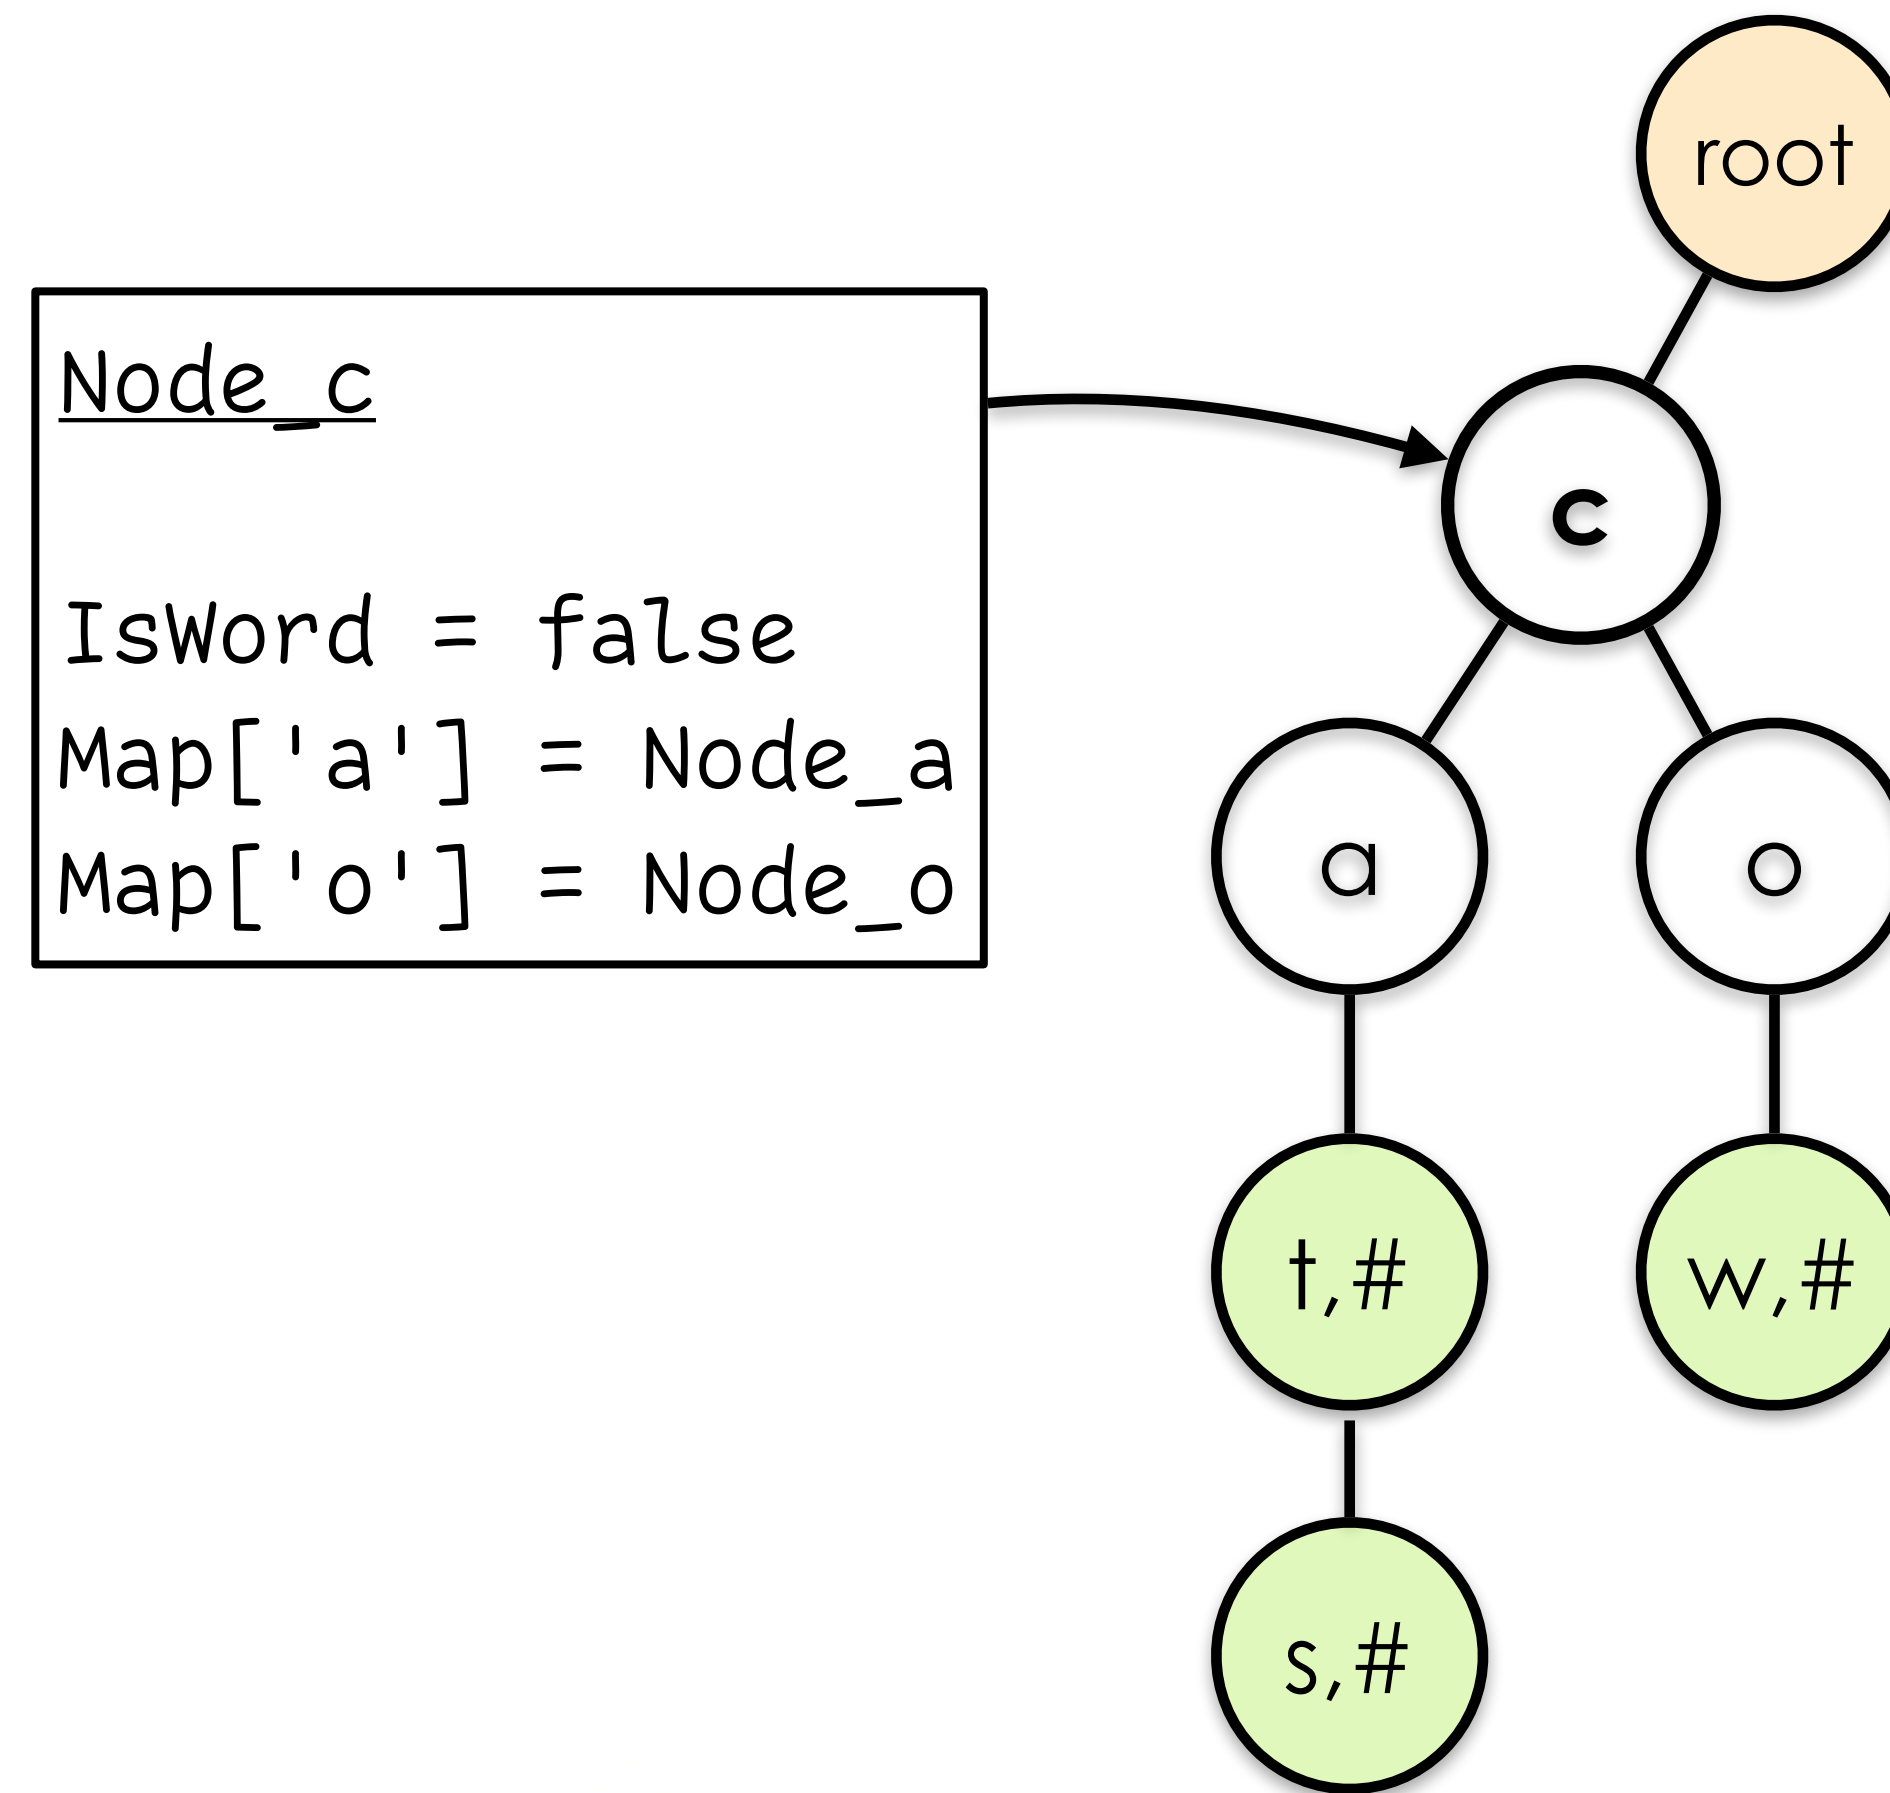 root
Node_c
c
IsWord = false
Map['a'] = Node_a
Map['o'] = Node_o
a
o
t,#
w,#
s,#